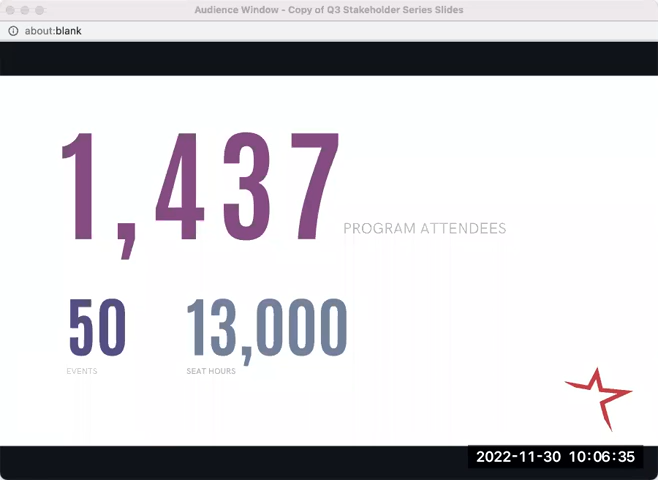 Audience Window - Copy of Q3 Stakeholder Series Slides
about:blank
1,437 PROGRAM ATTENDEES
50 13,000
EVENTS SEAT HOURS
2022-11-30 10:06:35